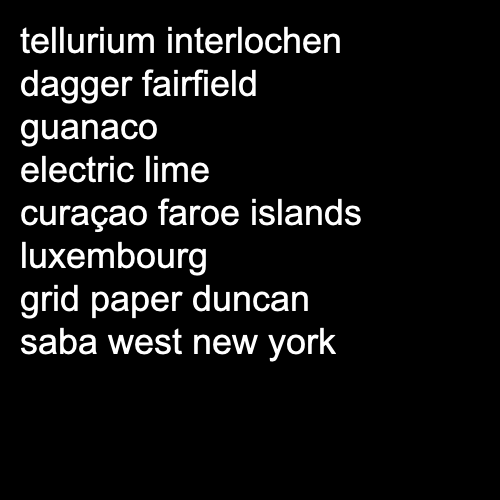 tellurium interlochen
dagger fairfield
guanaco
electric lime
curaçao faroe islands
luxembourg
grid paper duncan
saba west new york